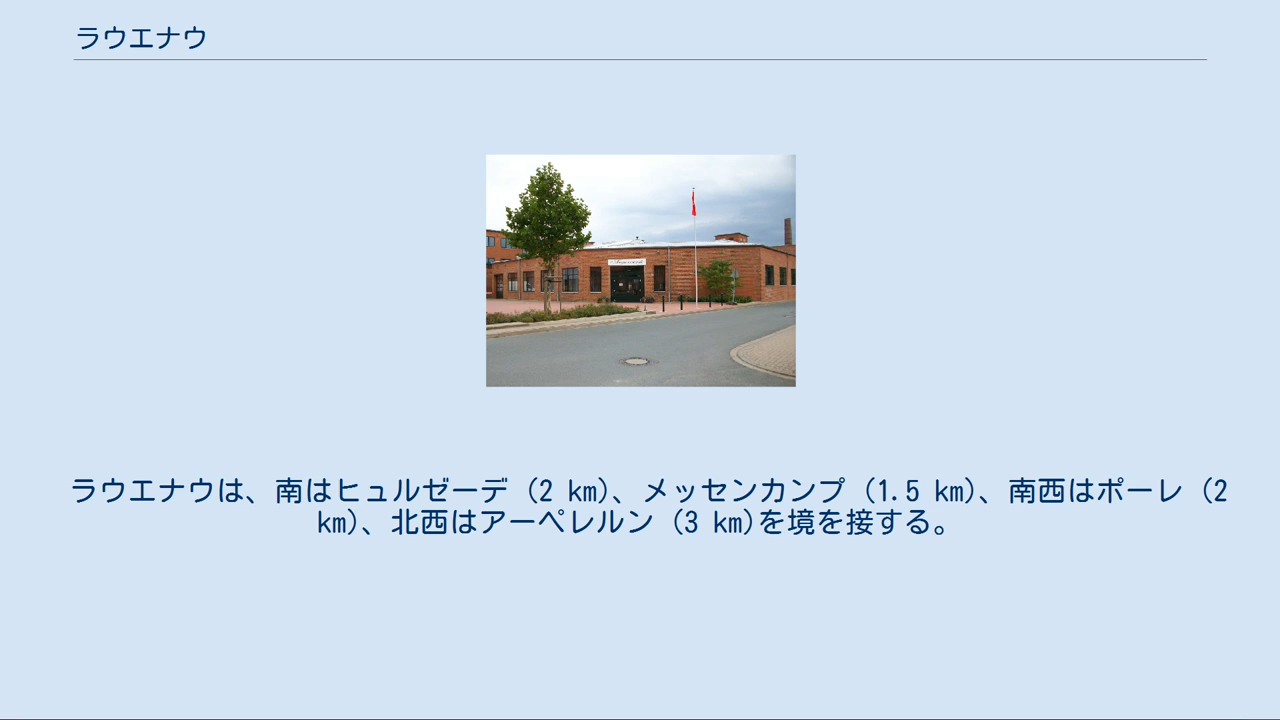 ラウエナウ
ラウエナウは、南はヒュルゼーデ (2 km)、メッセンカンプ (1.5 km)、南西はポーレ (2
km)、北西はアーペレルン (3 km)を境を接する。